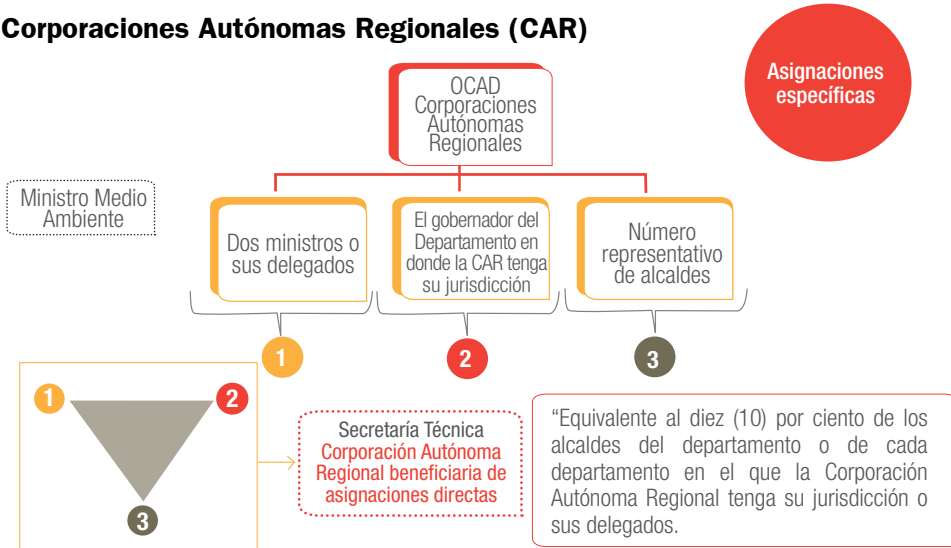 Corporaciones Autónomas Regionales (CAR)
Asignaciones
específicas
OCAD
Corporaciones
Autónomas
Regionales
Ministro Medio
Ambiente
Dos ministros o
sus delegados
El gobernador del
Departamento en
donde la CAR tenga
su jurisdicción
Número
representativo
de alcaldes
1
2
3
1
2
3
Secretaría Técnica
Corporación Autónoma
Regional beneficiaria de
asignaciones directas
“Equivalente al diez (10) por ciento de los
alcaldes del departamento o de cada
departamento en el que la Corporación
Autónoma Regional tenga su jurisdicción o
sus delegados.